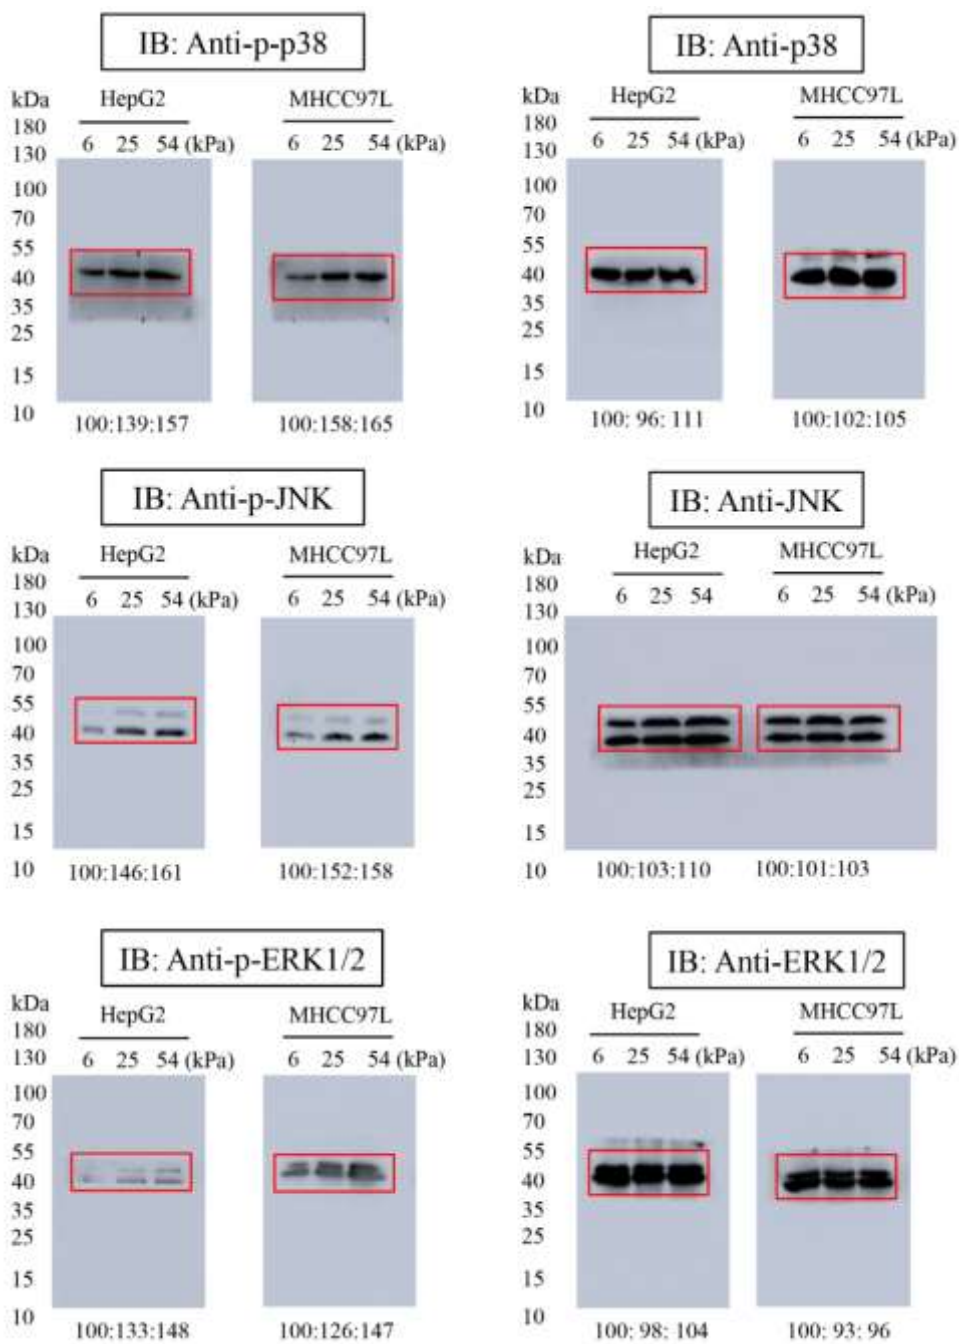 IB: Anti-p-p38
kDa
HepG2
MHCC97L
180
130
6 25 54 (kPa)
6 25 54 (kPa)
100
70
55
40
35
25
15
10
100:139:157
100:158:165
IB: Anti-p38
kDa
HepG2
MHCC97L
180
130
6 25 54 (kPa)
6 25 54 (kPa)
100
70
55
40
35
25
15
10
100: 96: 111
100:102:105
IB: Anti-p-JNK
kDa
HepG2
MHCC97L
180
130
6 25 54 (kPa)
6 25 54 (kPa)
100
70
55
40
35
25
15
10
100:146:161
100:152:158
IB: Anti-JNK
kDa
HepG2
MHCC97L
180
130
6 25 54
6 25 54 (kPa)
100
70
55
40
35
25
15
10
100:103:110
100:101:103
IB: Anti-p-ERK1/2
kDa
HepG2
MHCC97L
180
130
6 25 54 (kPa)
6 25 54 (kPa)
100
70
55
40
35
25
15
10
100:133:148
100:126:147
IB: Anti-ERK1/2
kDa
HepG2
MHCC97L
180
130
6 25 54 (kPa)
6 25 54 (kPa)
100
70
55
40
35
25
15
10
100: 98: 104
100: 93: 96